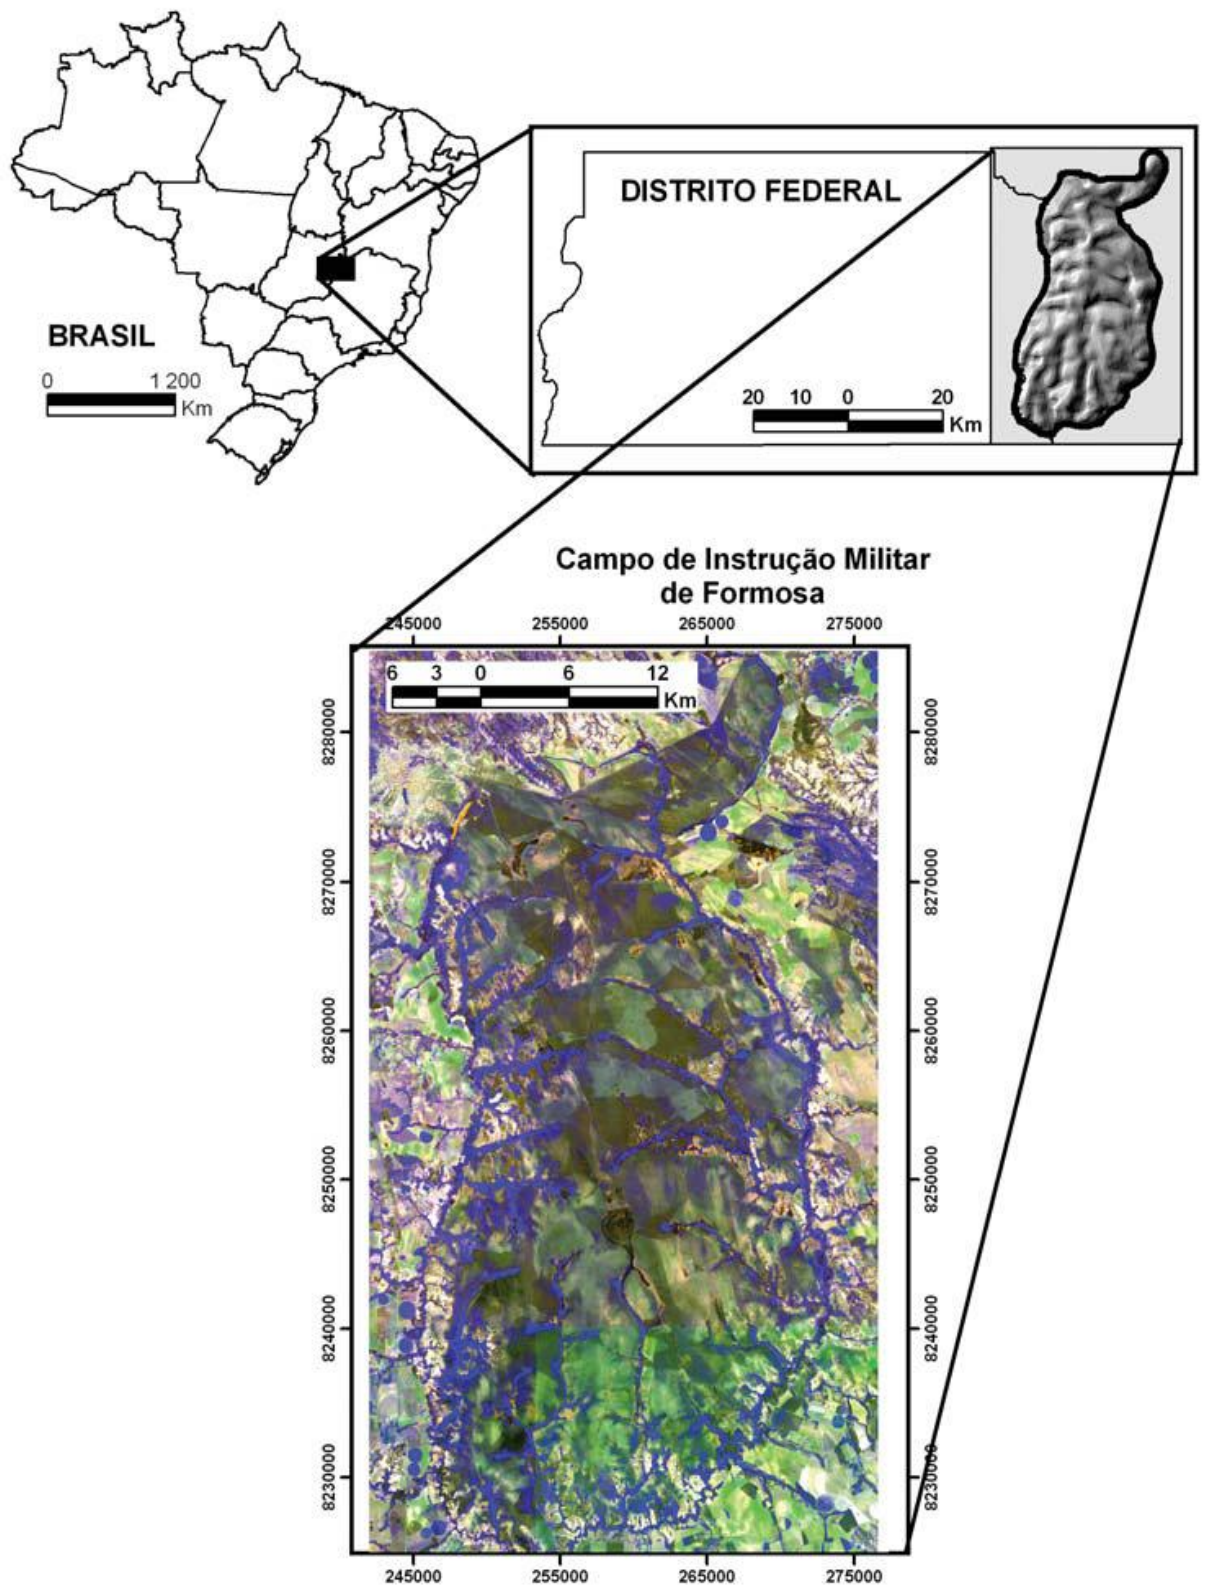 BRASIL
0 1 200
Km
DISTRITO FEDERAL
20 10 0 20
Km
Campo de Instrução Militar
de Formosa
245000 255000 265000 275000
6 3 0 6 12
Km
8280000 8280000
8270000 8270000
8260000 8260000
8250000 8250000
8240000 8240000
8230000 8230000
245000 255000 265000 275000